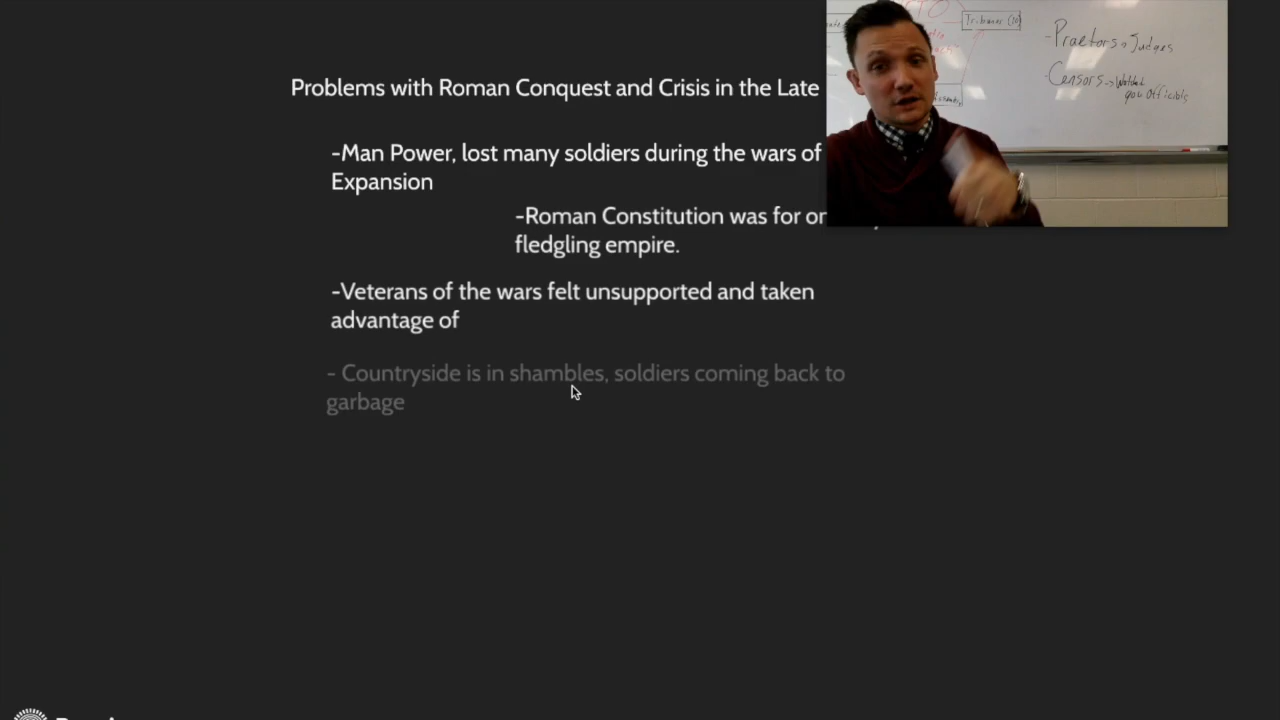 Problems with Roman Conquest and Crisis in the Late
-Man Power, lost many soldiers during the wars of
Expansion
-Roman Constitution was for
fledgling empire.
-Veterans of the wars felt unsupported and taken
advantage of
- Countryside is in shambles, soldiers coming back to
garbage
Tribunes (10)
-Praetors → Judges
-Censors → Watched
gov officials